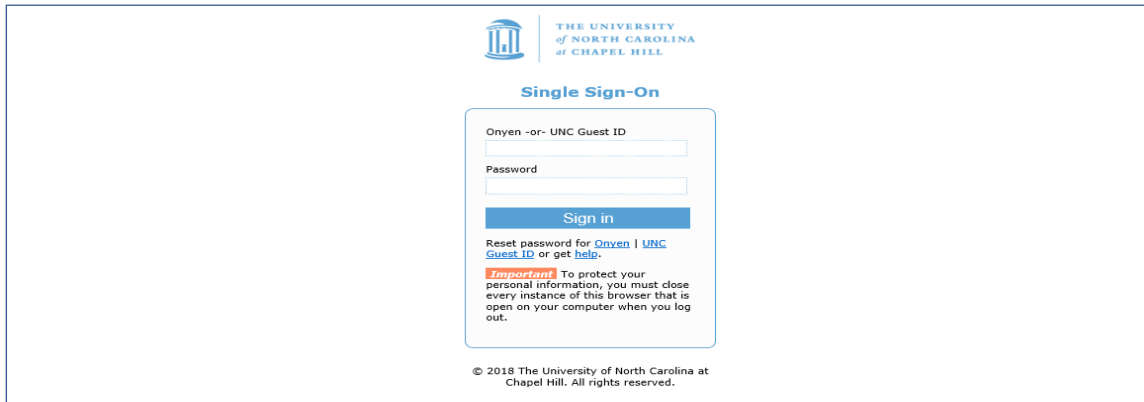 THE UNIVERSITY
of NORTH CAROLINA
at CHAPEL HILL
Single Sign-On
Onyen -or- UNC Guest ID
Password
Sign in
Reset password for Onyen | UNC
Guest ID or get help.
Important To protect your
personal information, you must close
every instance of this browser that is
open on your computer when you log
out.
© 2018 The University of North Carolina at
Chapel Hill. All rights reserved.